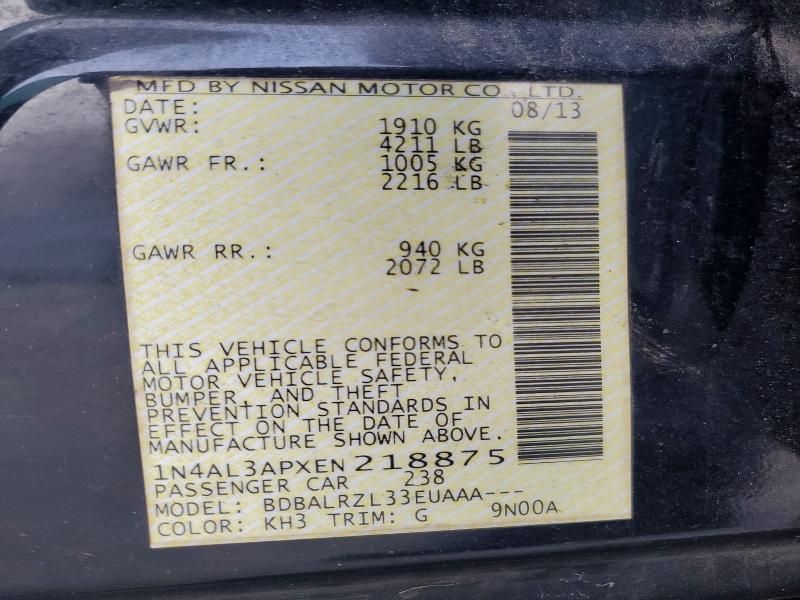 MFD BY NISSAN MOTOR CO., LTD.
DATE: 08/13
GVWR: 1910 KG
4211 LB
GAWR FR.: 1005 KG
2216 LB
GAWR RR.: 940 KG
2072 LB
THIS VEHICLE CONFORMS TO
ALL APPLICABLE FEDERAL
MOTOR VEHICLE SAFETY,
BUMPER, AND THEFT
PREVENTION STANDARDS IN
EFFECT ON THE DATE OF
MANUFACTURE SHOWN ABOVE.
1N4AL3APXEN218875
PASSENGER CAR 238
MODEL: BDBALRZL33EUAAA---
COLOR: KH3 TRIM: G 9N00A